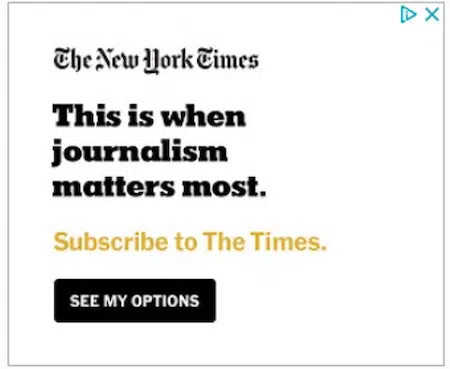 The New York Times
This is when
journalism
matters most.
Subscribe to The Times.
SEE MY OPTIONS